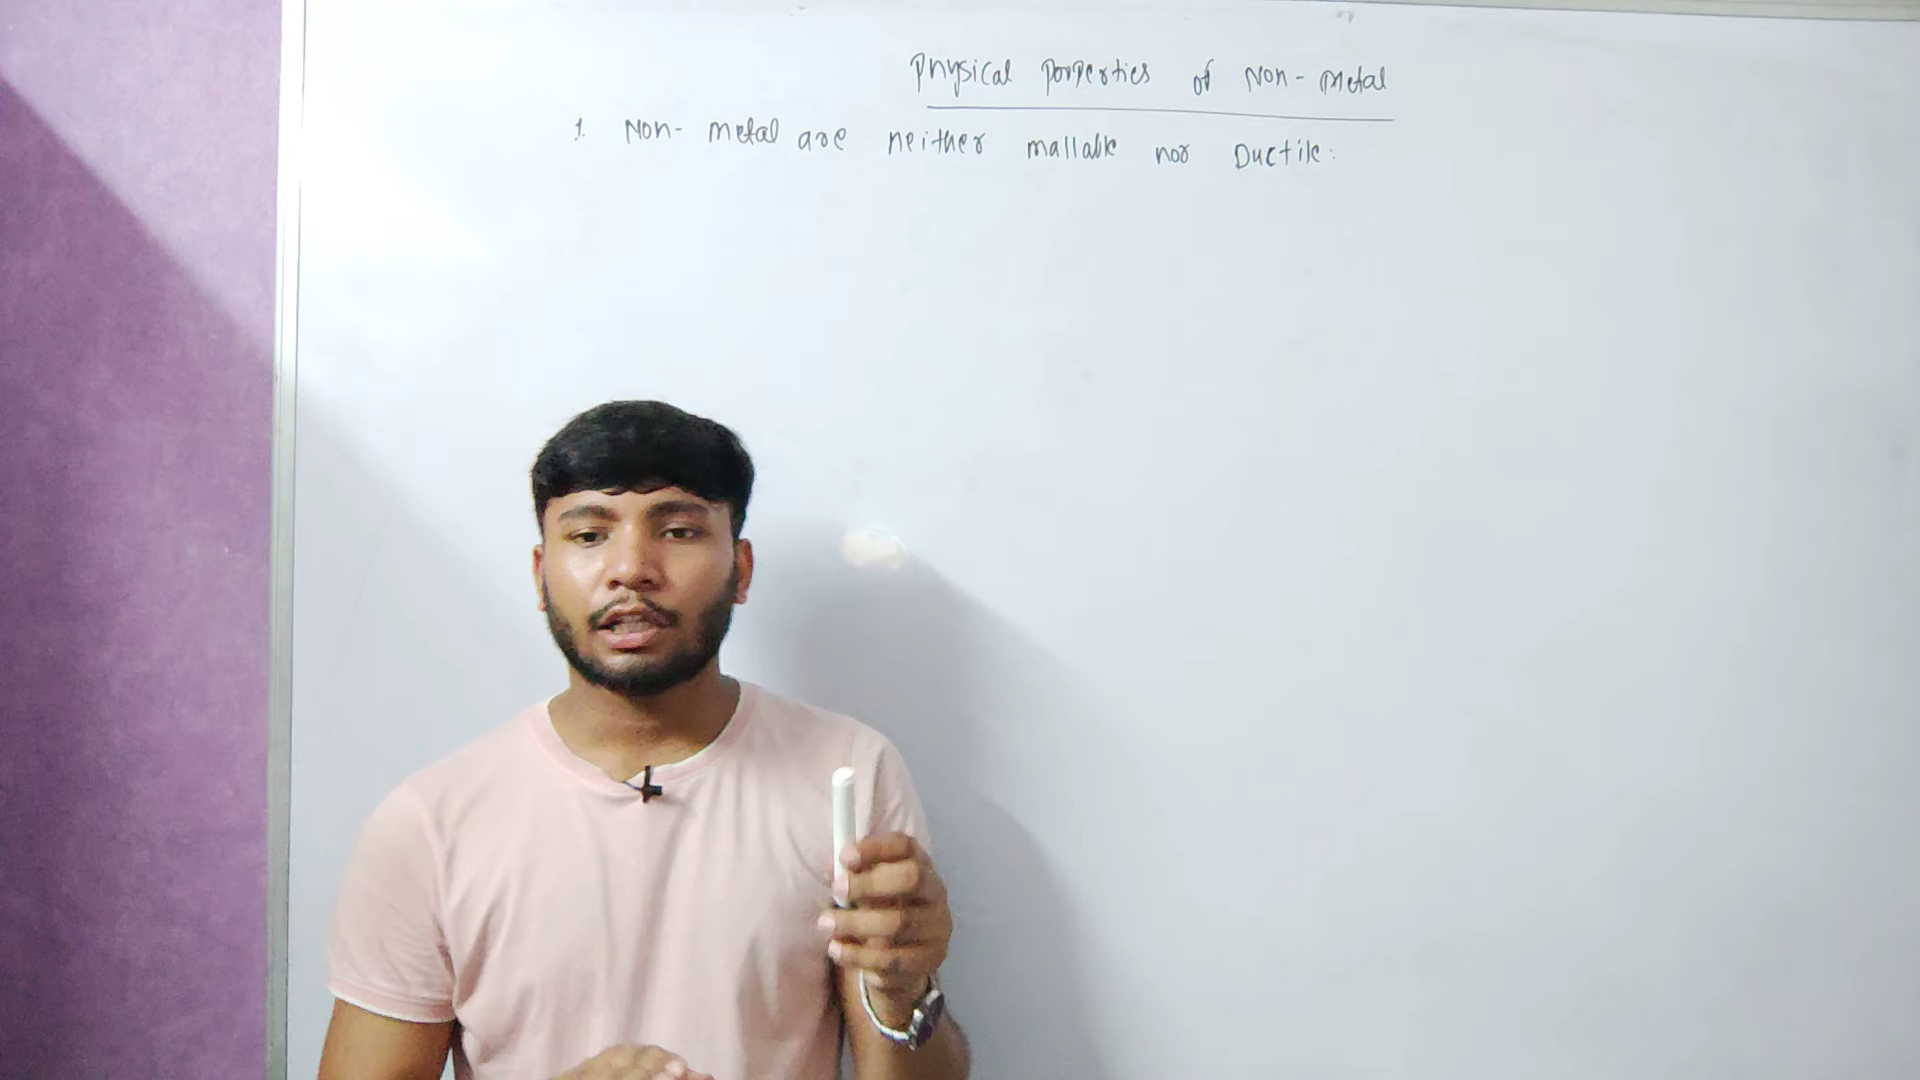 Physical porperties of Non-Metal
1. Non-metal are neither mallable nor Ductile.